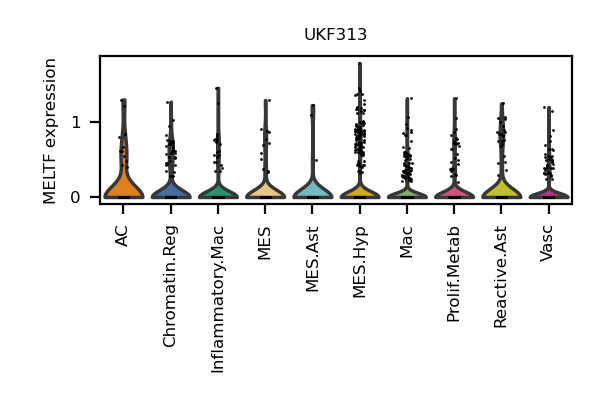 UKF313
MELTF expression
1
0
AC
Chromatin.Reg
Inflammatory.Mac
MES
MES.Ast
MES.Hyp
Mac
Prolif.Metab
Reactive.Ast
Vasc